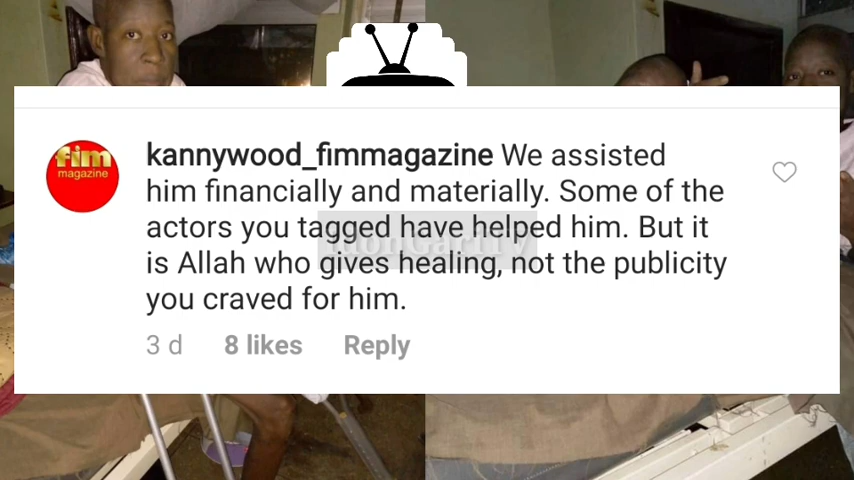 fim
magazine
kannywood_fimmagazine We assisted
him financially and materially. Some of the
actors you tagged have helped him. But it
is Allah who gives healing, not the publicity
you craved for him.
3 d 8 likes Reply